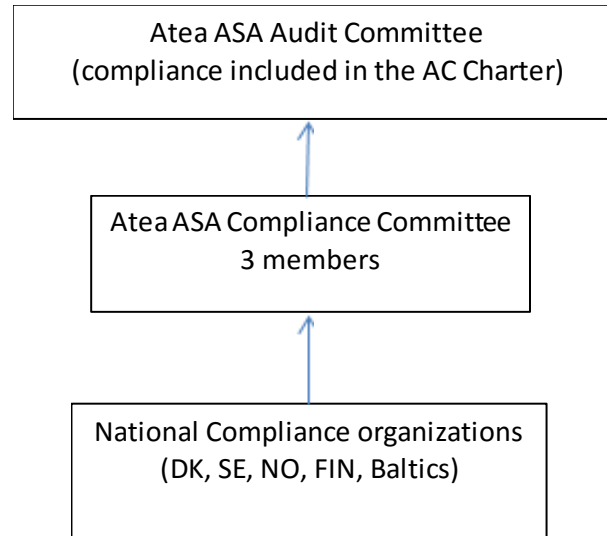 Atea ASA Audit Committee
(compliance included in the AC Charter)
Atea ASA Compliance Committee
3 members
National Compliance organizations
(DK, SE, NO, FIN, Baltics)